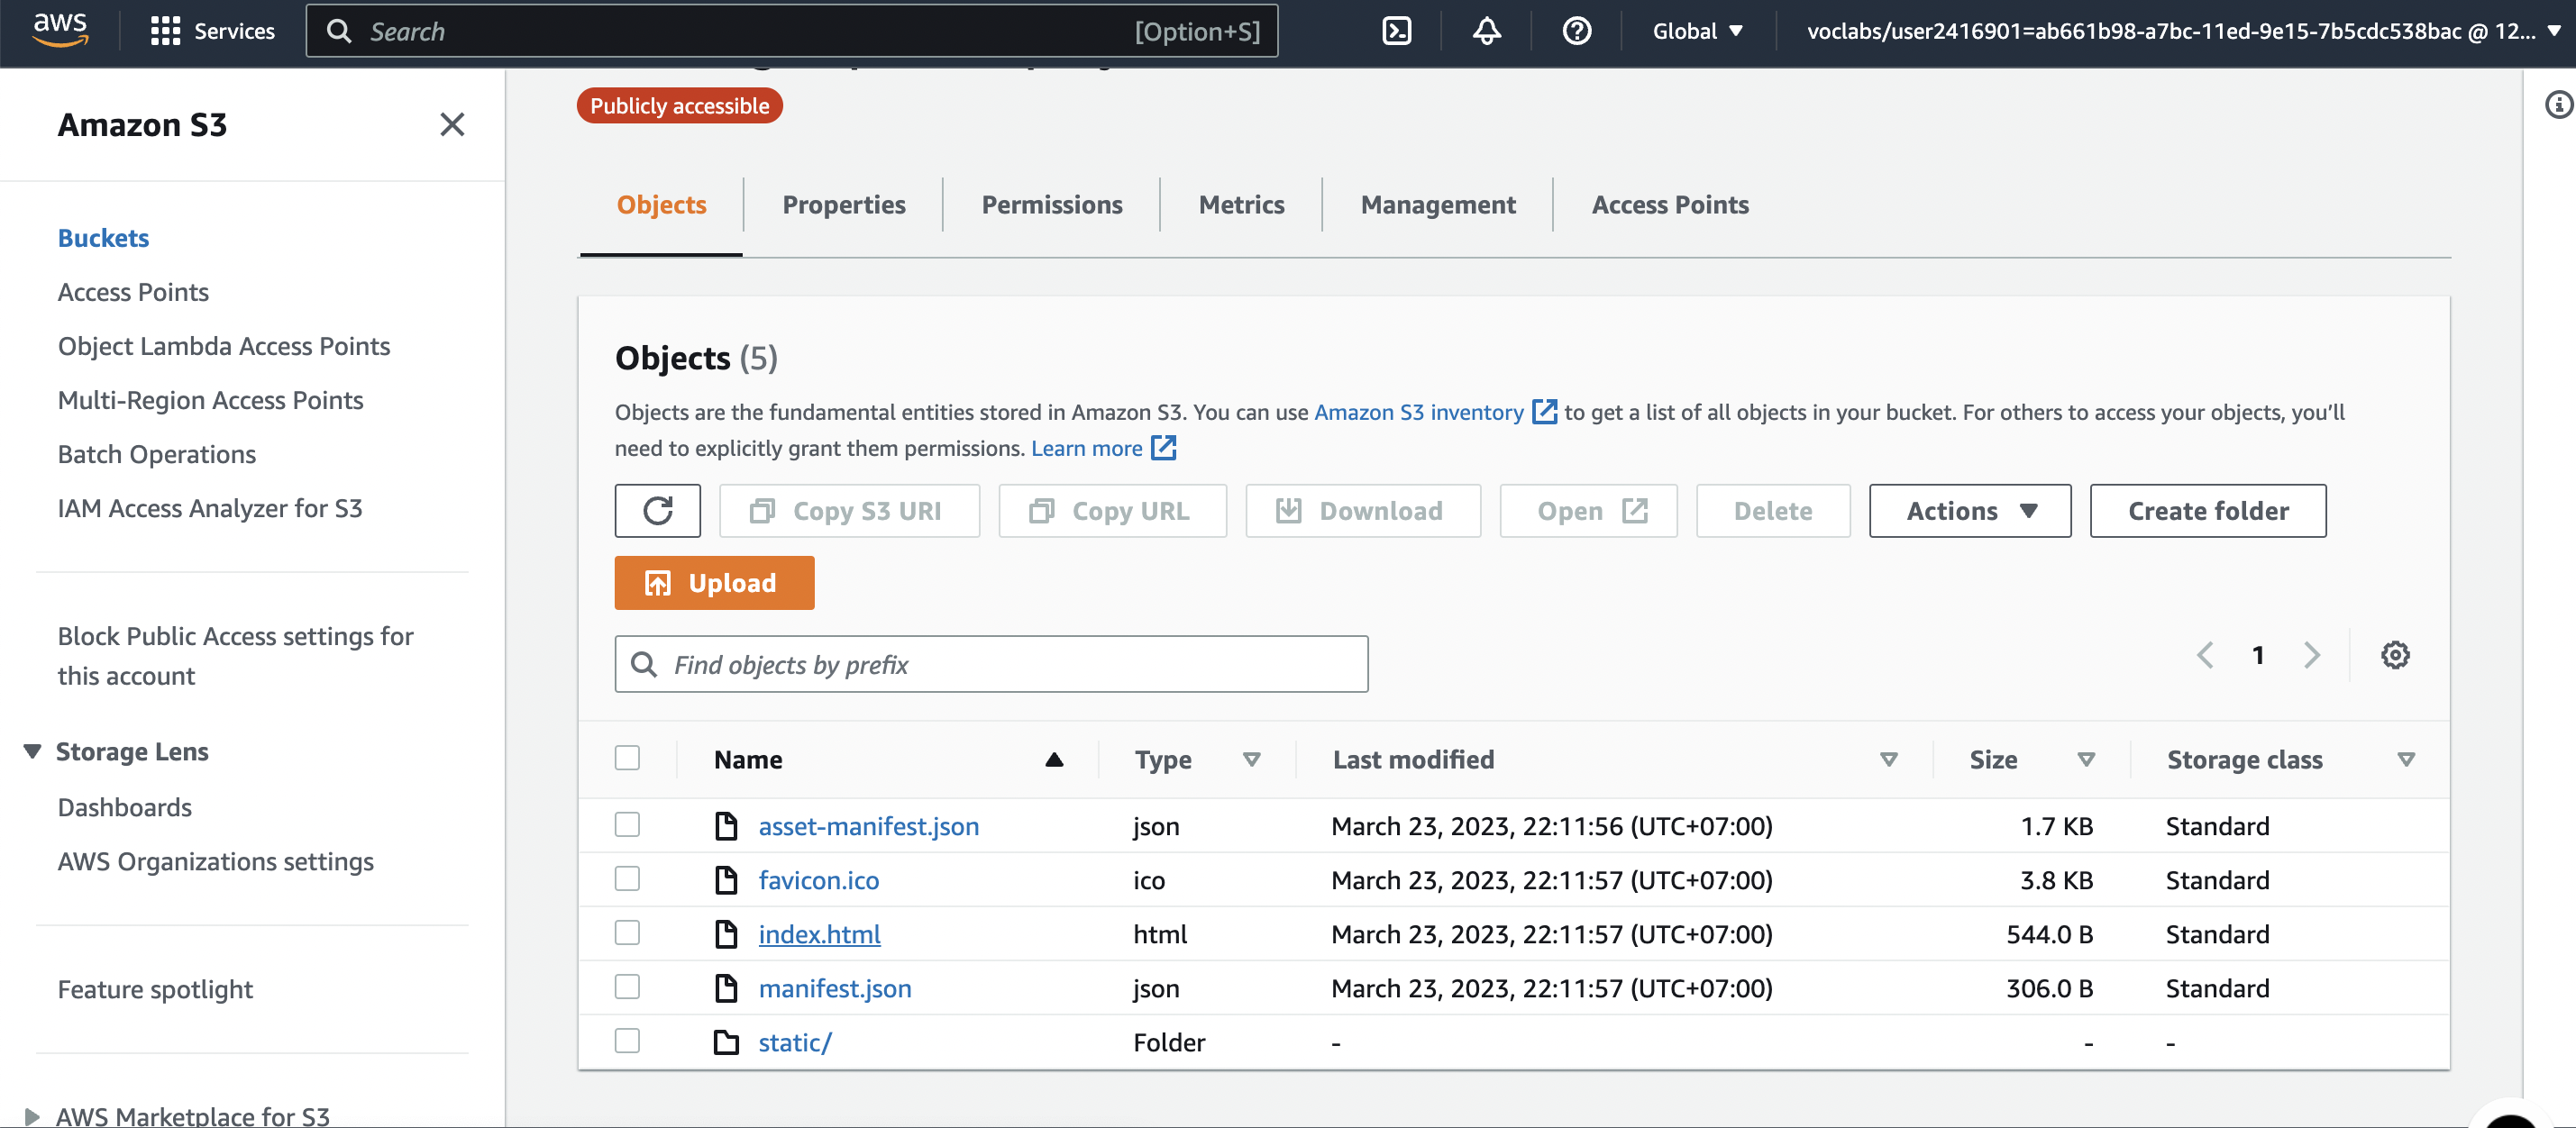 aws
Services
Search
[Option+S]
Global
voclabs/user2416901=ab661b98-a7bc-11ed-9e15-7b5cdc538bac @ 12...
Amazon S3
Buckets
Access Points
Object Lambda Access Points
Multi-Region Access Points
Batch Operations
IAM Access Analyzer for S3
Block Public Access settings for
this account
Storage Lens
Dashboards
AWS Organizations settings
Feature spotlight
AWS Marketplace for S3
Publicly accessible
Objects Properties Permissions Metrics Management Access Points
Objects (5)
Objects are the fundamental entities stored in Amazon S3. You can use Amazon S3 inventory to get a list of all objects in your bucket. For others to access your objects, you’ll
need to explicitly grant them permissions. Learn more
Copy S3 URI Copy URL Download Open Delete Actions Create folder
Upload
Find objects by prefix
1
Name Type Last modified Size Storage class
asset-manifest.json json March 23, 2023, 22:11:56 (UTC+07:00) 1.7 KB Standard
favicon.ico ico March 23, 2023, 22:11:57 (UTC+07:00) 3.8 KB Standard
index.html html March 23, 2023, 22:11:57 (UTC+07:00) 544.0 B Standard
manifest.json json March 23, 2023, 22:11:57 (UTC+07:00) 306.0 B Standard
static/ Folder - - -